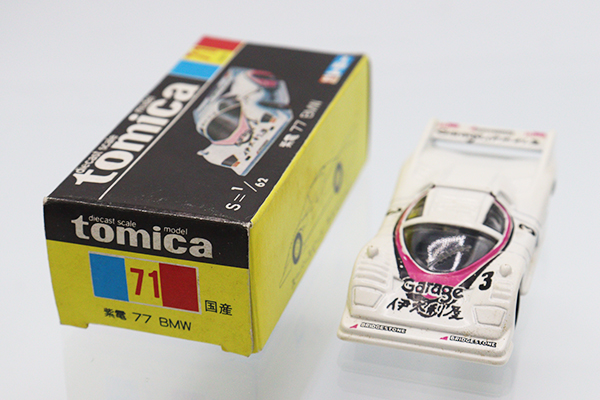 71
diecast scale model
tomica
紫電 77 BMW
S=1/62
diecast scale model
tomica
71
国産
紫電 77 BMW
Garage
伊太利屋
3
BRIDGESTONE
BRIDGESTONE